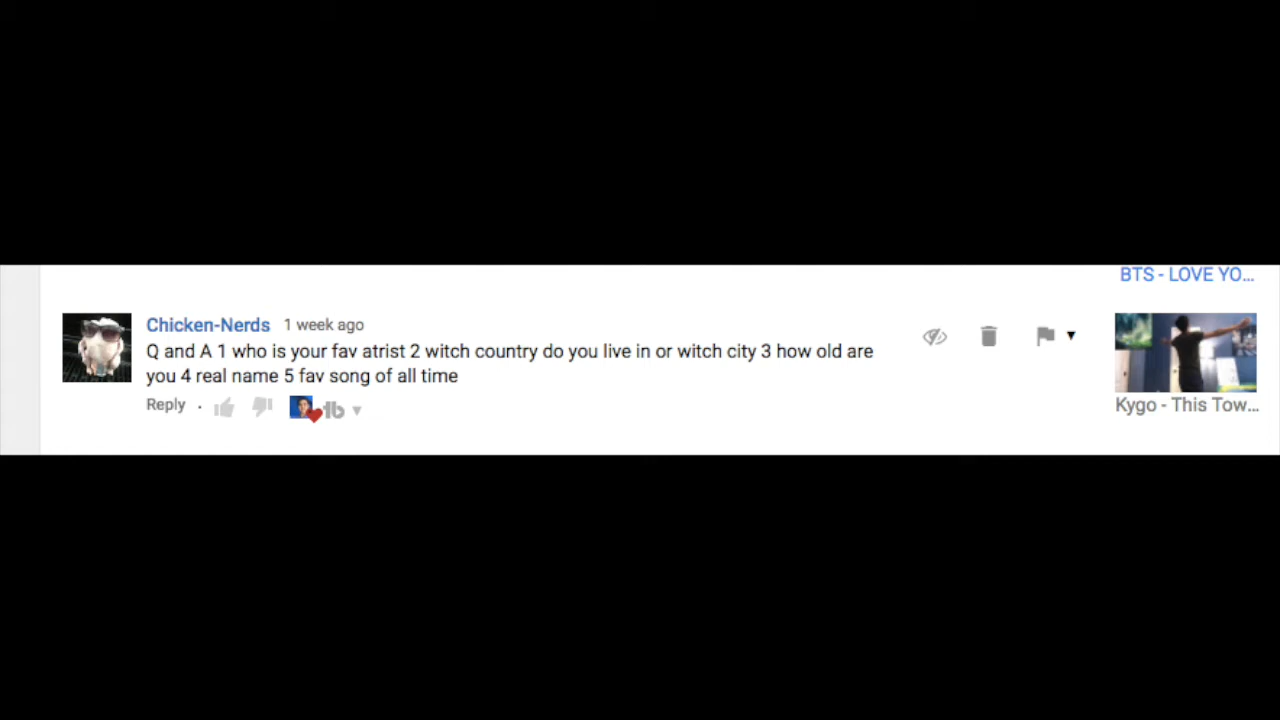 BTS - LOVE YO...
Chicken-Nerds 1 week ago
Q and A 1 who is your fav atrist 2 witch country do you live in or witch city 3 how old are
you 4 real name 5 fav song of all time
Reply
Kygo - This Tow...